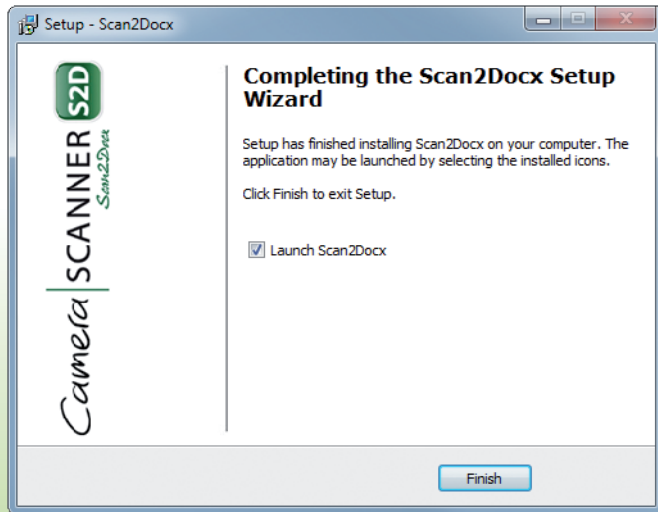 Setup - Scan2Docx
Camera SCANNER S2D
Scan2Docx
Completing the Scan2Docx Setup
Wizard
Setup has finished installing Scan2Docx on your computer. The
application may be launched by selecting the installed icons.
Click Finish to exit Setup.
Launch Scan2Docx
Finish